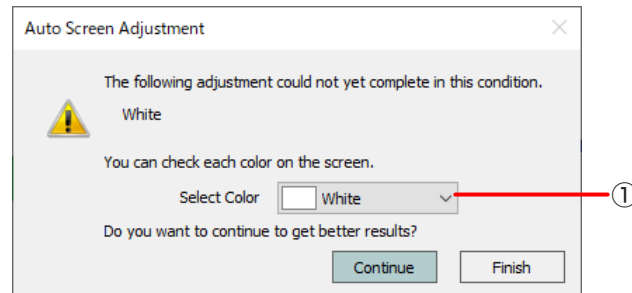 Auto Screen Adjustment
The following adjustment could not yet complete in this condition.
White
You can check each color on the screen.
Select Color White
①
Do you want to continue to get better results?
Continue Finish